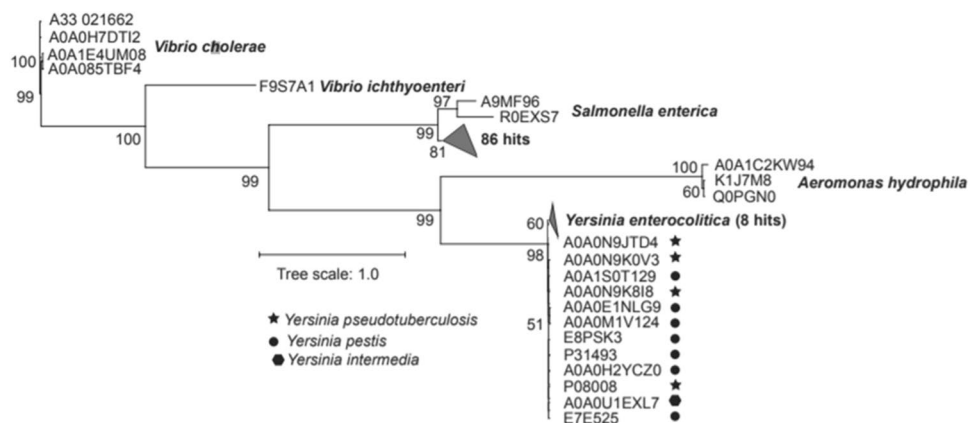 A33 021662
A0A0H7DTI2
A0A1E4UM08
A0A085TBF4
Vibrio cholerae
100
99
F9S7A1 Vibrio ichthyoenteri
100
97
A9MF96
R0EXS7
Salmonella enterica
99
86 hits
81
99
100
A0A1C2KW94
K1J7M8
60
Q0PGN0
Aeromonas hydrophila
99
60
Yersinia enterocolitica (8 hits)
98
A0A0N9JTD4
A0A0N9K0V3
A0A1S0T129
A0A0N9K8I8
A0A0E1NLG9
51
A0A0M1V124
E8PSK3
P31493
A0A0H2YCZ0
P08008
A0A0U1EXL7
E7E525
Tree scale: 1.0
Yersinia pseudotuberculosis
Yersinia pestis
Yersinia intermedia